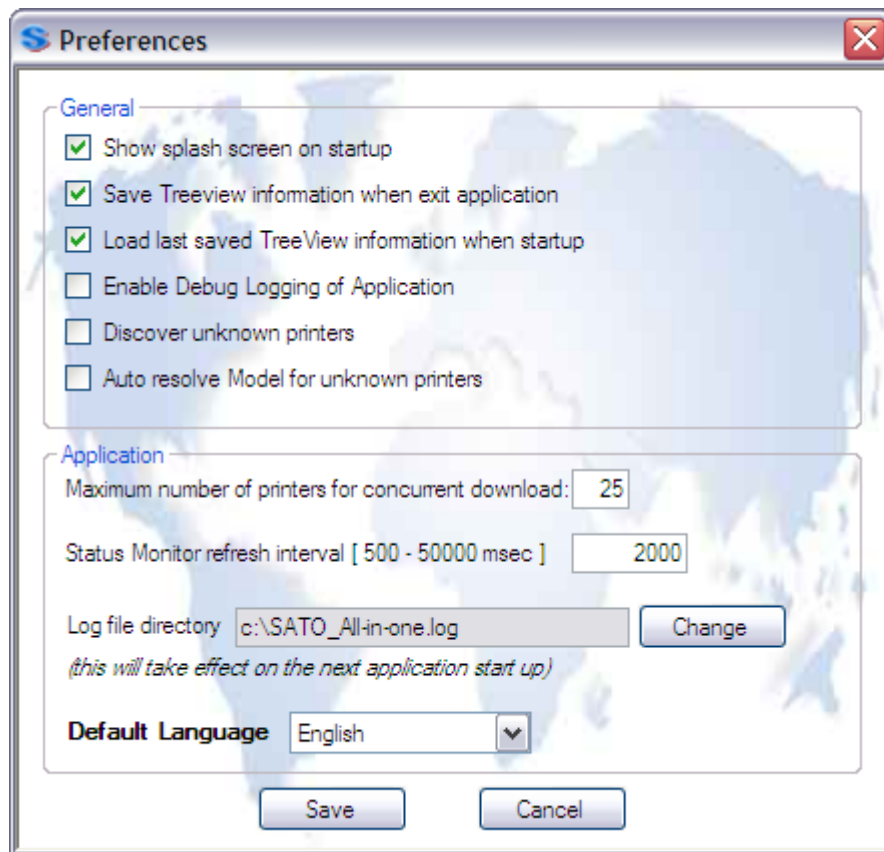 Preferences
General
Show splash screen on startup
Save Treeview information when exit application
Load last saved TreeView information when startup
Enable Debug Logging of Application
Discover unknown printers
Auto resolve Model for unknown printers
Application
Maximum number of printers for concurrent download: 25
Status Monitor refresh interval [ 500 - 50000 msec ] 2000
Log file directory c:\SATO_All-in-one.log Change
(this will take effect on the next application start up)
Default Language English
Save Cancel